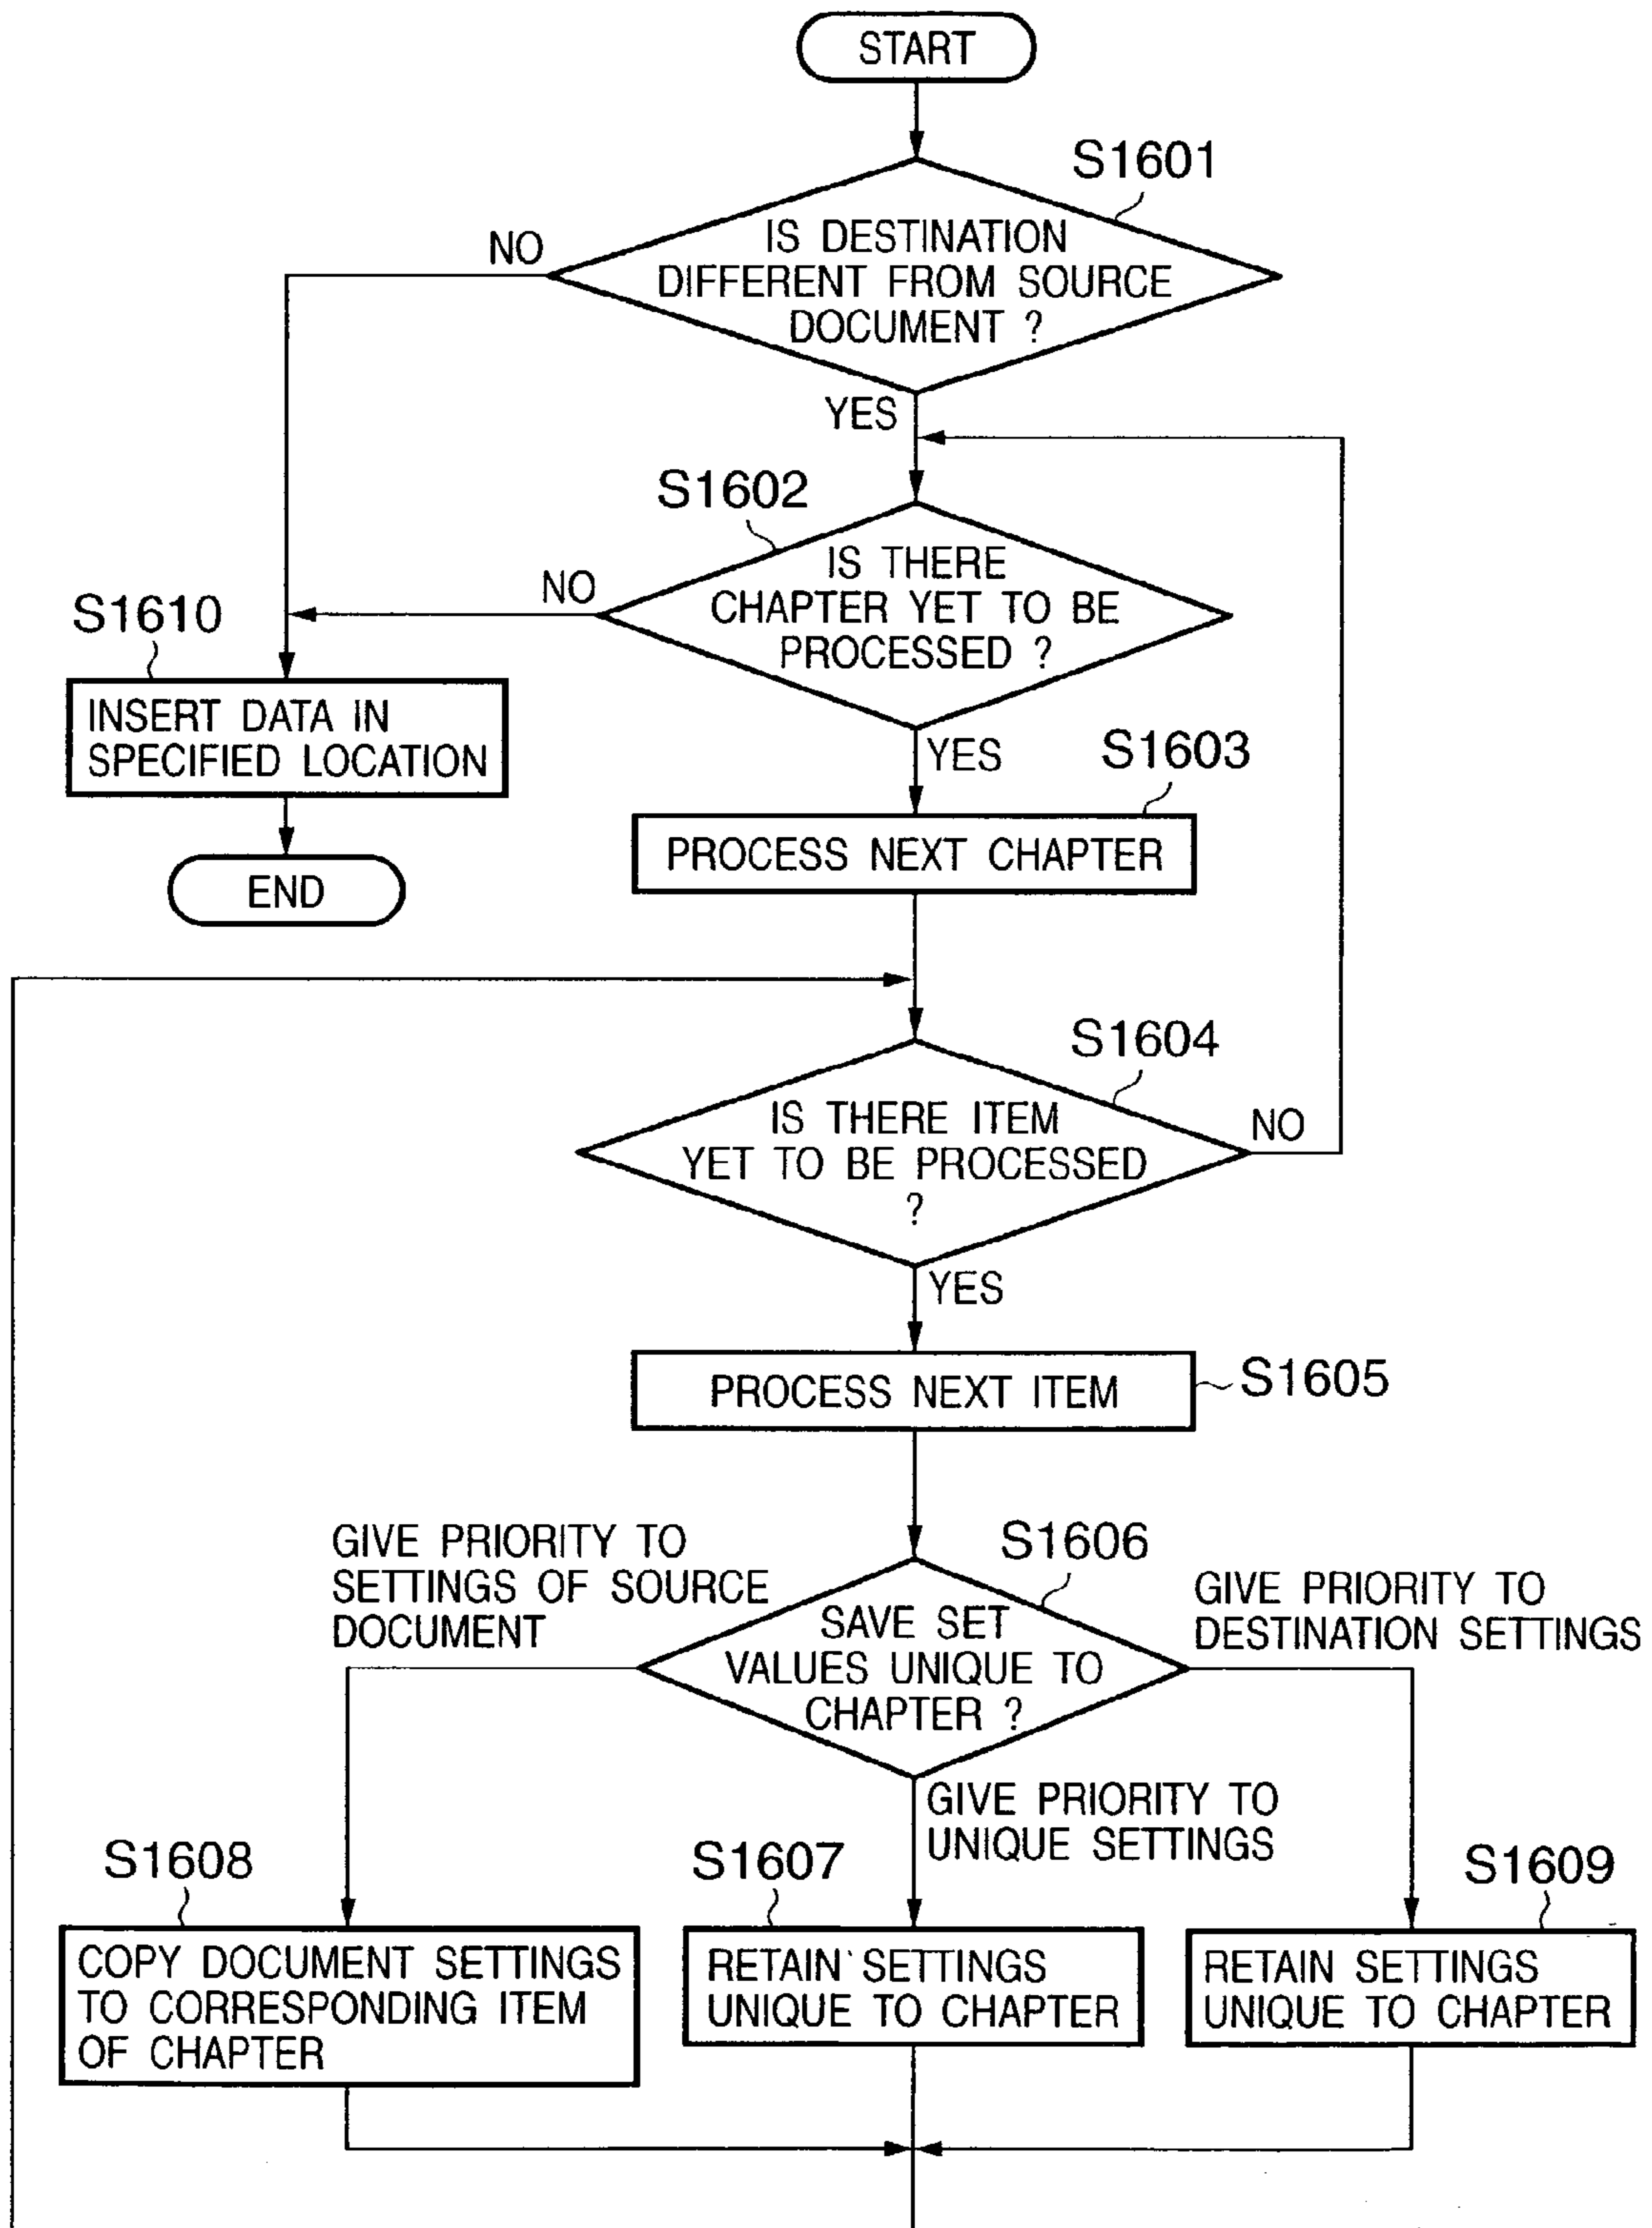 START
S1601
IS DESTINATION
DIFFERENT FROM SOURCE
DOCUMENT ?
NO
YES
S1602
IS THERE
CHAPTER YET TO BE
PROCESSED ?
NO
S1610
INSERT DATA IN
SPECIFIED LOCATION
YES
S1603
PROCESS NEXT CHAPTER
END
S1604
IS THERE ITEM
YET TO BE PROCESSED
?
NO
YES
PROCESS NEXT ITEM
S1605
GIVE PRIORITY TO
SETTINGS OF SOURCE
DOCUMENT
S1606
SAVE SET
VALUES UNIQUE TO
CHAPTER ?
GIVE PRIORITY TO
DESTINATION SETTINGS
GIVE PRIORITY TO
UNIQUE SETTINGS
S1608
COPY DOCUMENT SETTINGS
TO CORRESPONDING ITEM
OF CHAPTER
S1607
RETAIN SETTINGS
UNIQUE TO CHAPTER
S1609
RETAIN SETTINGS
UNIQUE TO CHAPTER